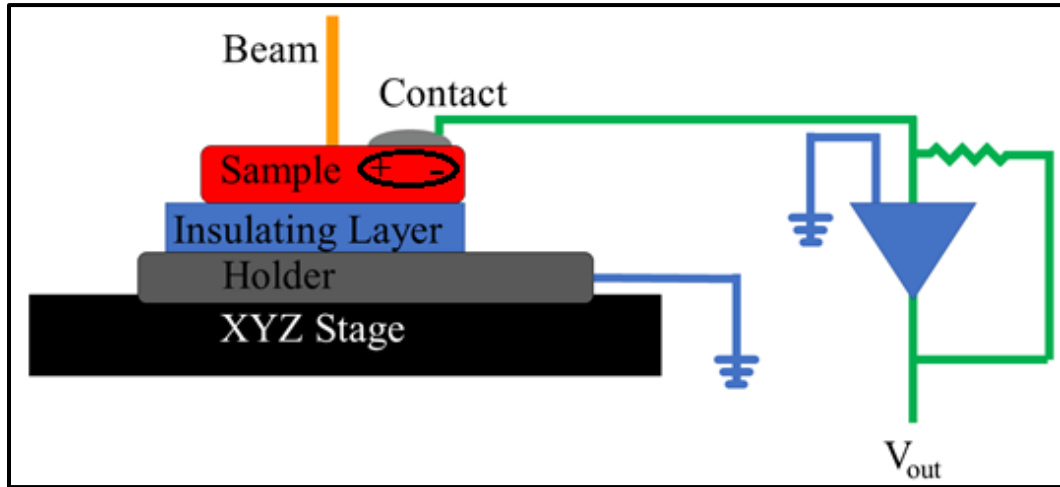 Beam
Contact
Sample
+ -
Insulating Layer
Holder
XYZ Stage
Vout